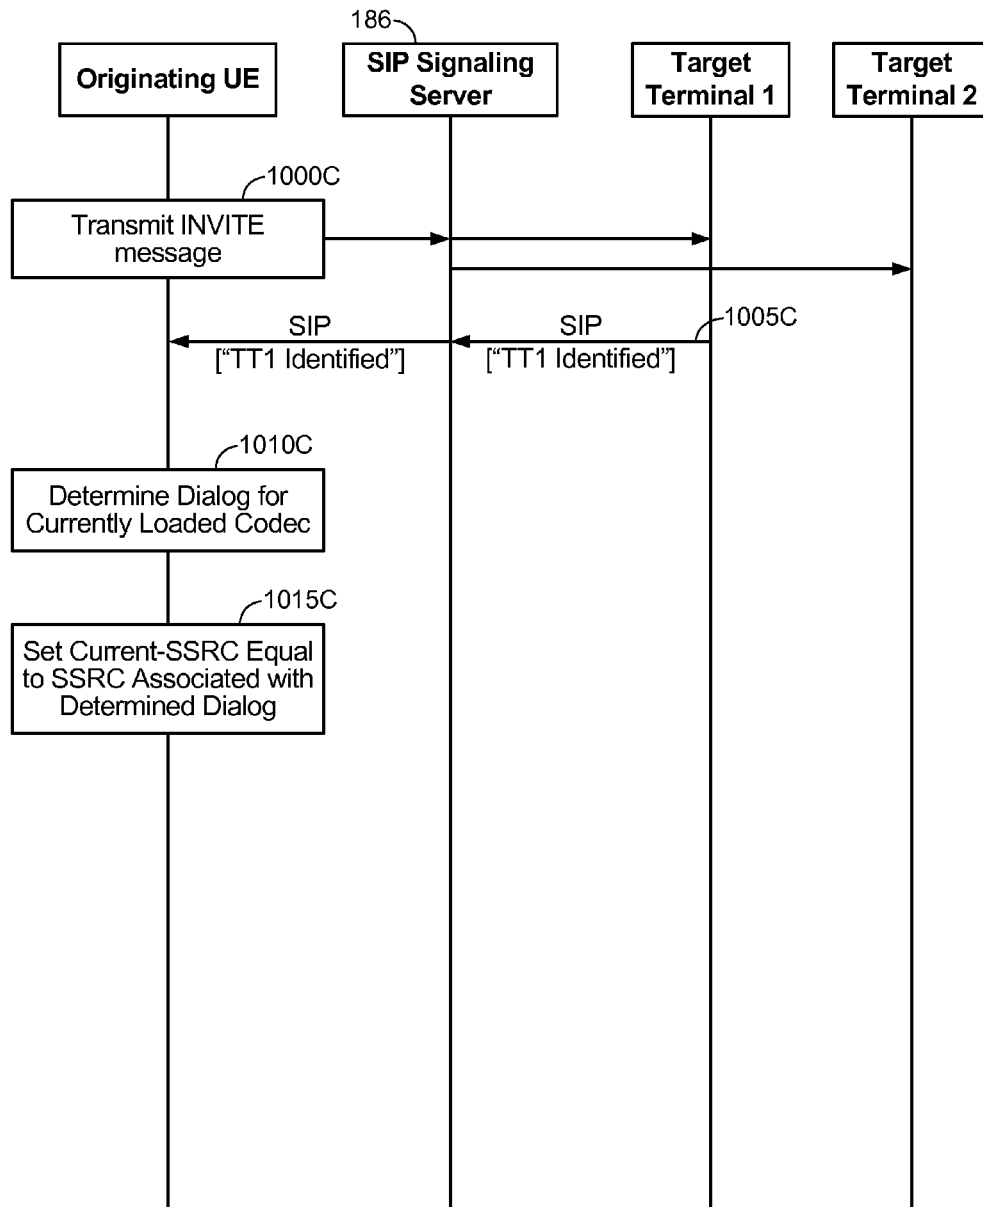 186
Originating UE
SIP Signaling
Server
Target
Terminal 1
Target
Terminal 2
1000C
Transmit INVITE
message
1005C
SIP
["TT1 Identified"]
SIP
["TT1 Identified"]
1010C
Determine Dialog for
Currently Loaded Codec
1015C
Set Current-SSRC Equal
to SSRC Associated with
Determined Dialog